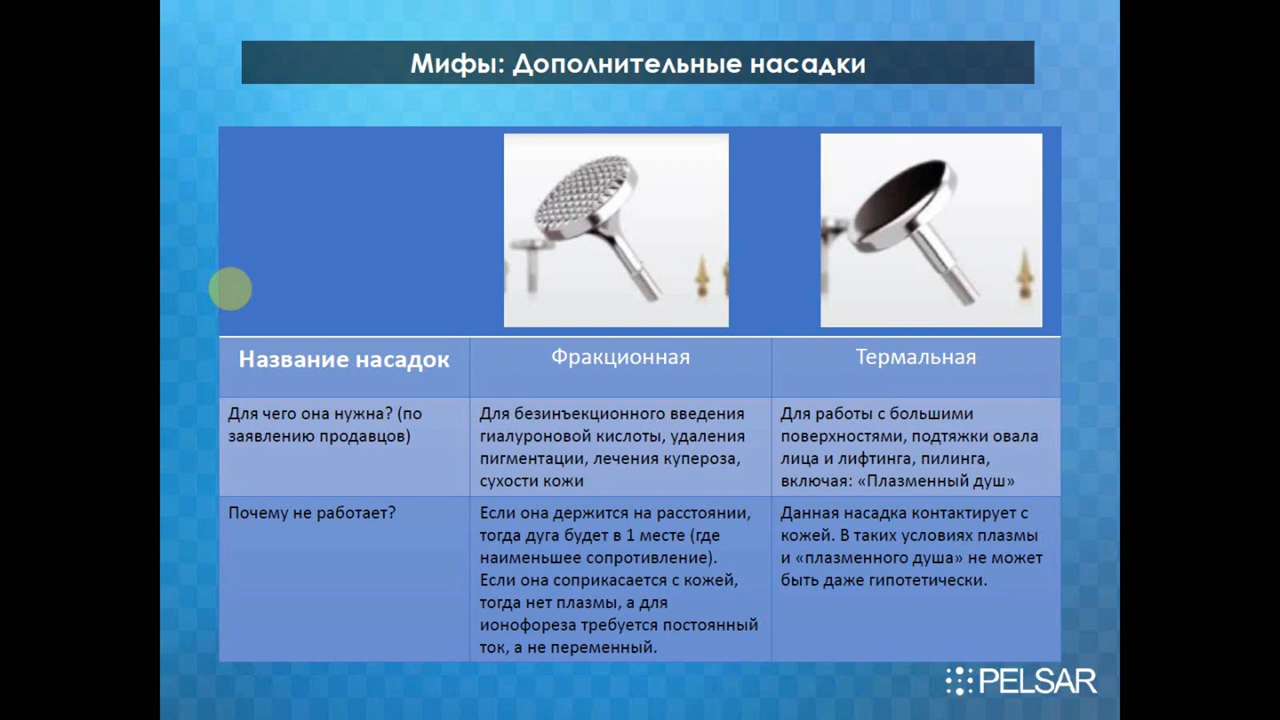 Мифы: Дополнительные насадки
Название насадок
Фракционная
Термальная
Для чего она нужна? (по
заявлению продавцов)
Для безинъекционного введения
гиалуроновой кислоты, удаления
пигментации, лечения купероза,
сухости кожи
Для работы с большими
поверхностями, подтяжки овала
лица и лифтинга, пилинга,
включая: «Плазменный душ»
Почему не работает?
Если она держится на расстоянии,
тогда дуга будет в 1 месте (где
наименьшее сопротивление).
Если она соприкасается с кожей,
тогда нет плазмы, а для
ионофореза требуется постоянный
ток, а не переменный.
Данная насадка контактирует с
кожей. В таких условиях плазмы
и «плазменного душа» не может
быть даже гипотетически.
PELSAR